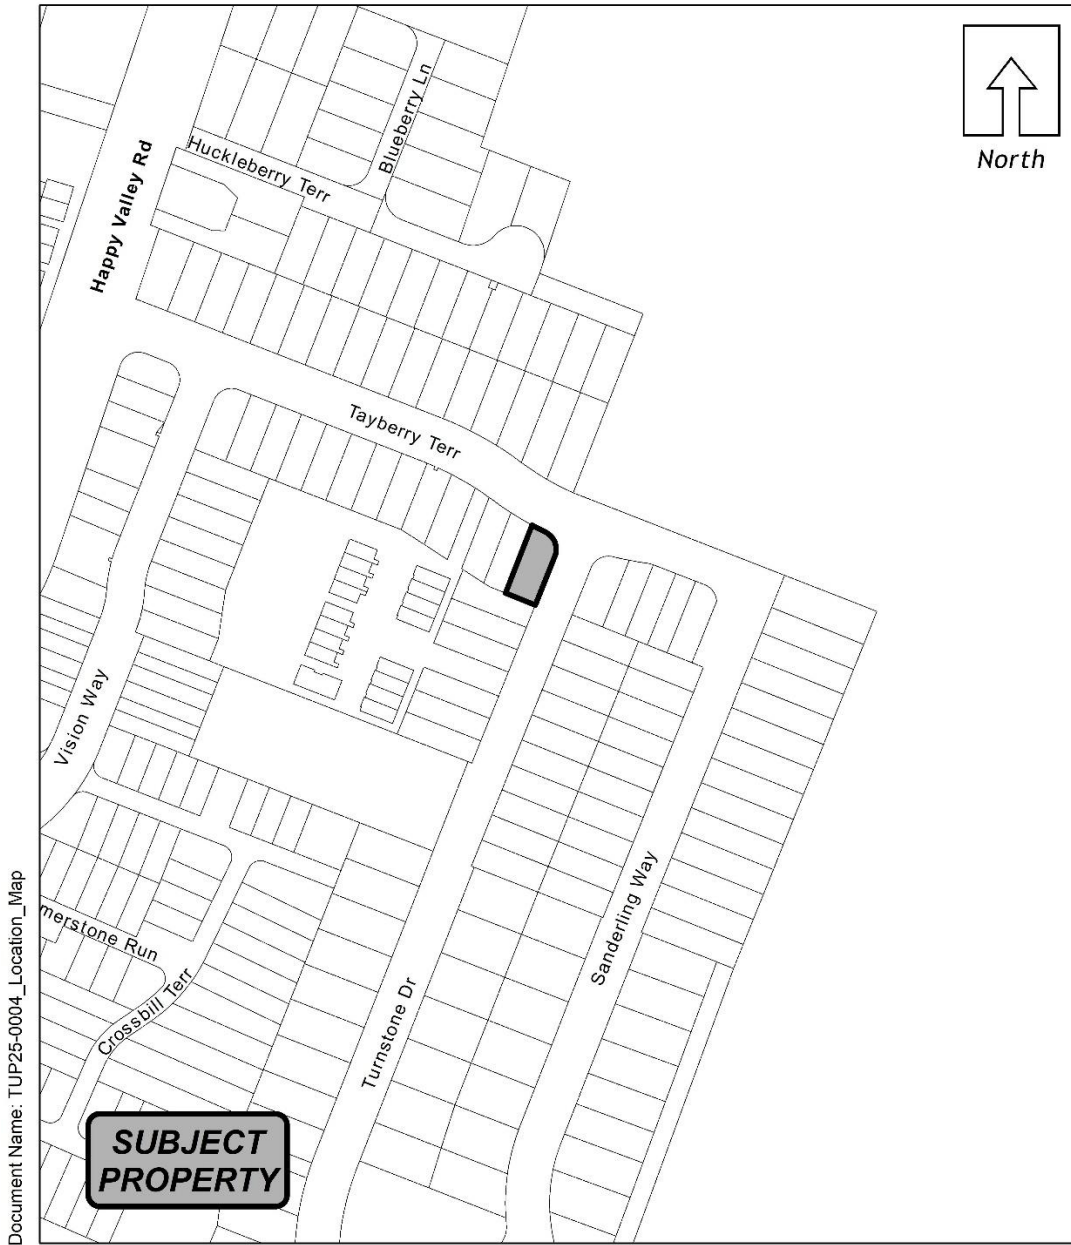 North
Blueberry Ln
Huckleberry Terr
Happy Valley Rd
Tayberry Terr
Vision Way
Sanderling Way
merstone Run
Turnstone Dr
Crossbill Terr
SUBJECT
PROPERTY
Document Name: TUP25-0004_Location_Map